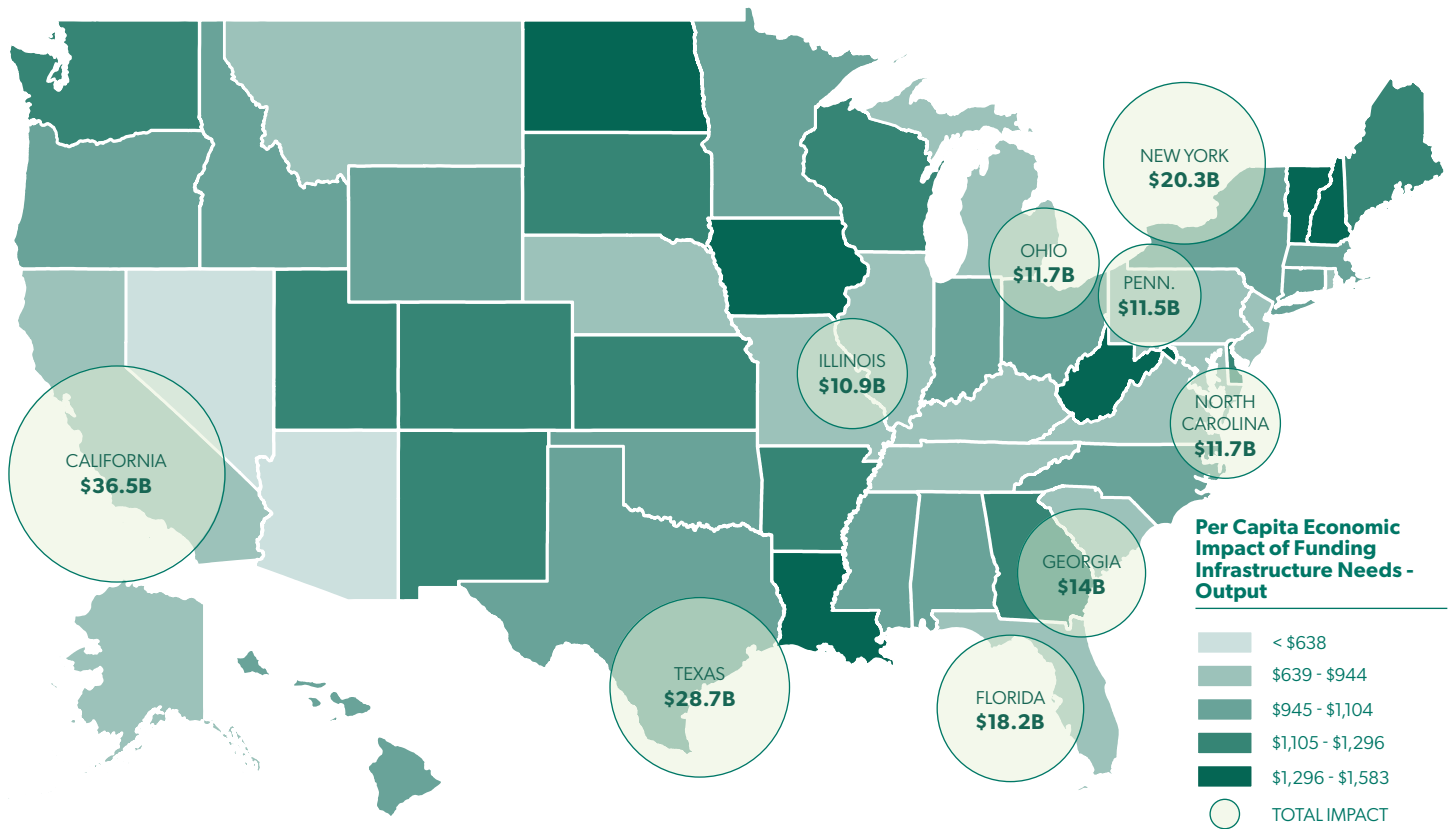 NEW YORK
$20.3B
OHIO
$11.7B
PENN.
$11.5B
ILLINOIS
$10.9B
NORTH
CAROLINA
$11.7B
CALIFORNIA
$36.5B
GEORGIA
$14B
TEXAS
$28.7B
FLORIDA
$18.2B
Per Capita Economic
Impact of Funding
Infrastructure Needs -
Output
< $638
$639 - $944
$945 - $1,104
$1,105 - $1,296
$1,296 - $1,583
TOTAL IMPACT